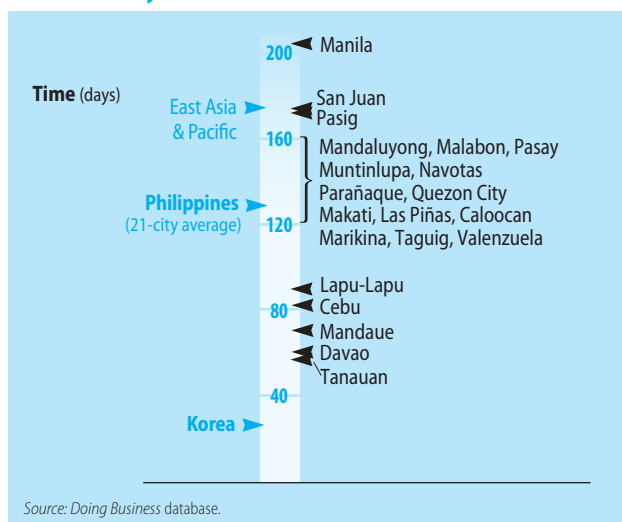 200
Manila
Time (days)
San Juan
East Asia
& Pacific
Pasig
160
Mandaluyong, Malabon, Pasay
Muntinlupa, Navotas
Parañaque, Quezon City
Makati, Las Piñas, Caloocan
Marikina, Taguig, Valenzuela
Philippines
(21-city average)
120
Lapu-Lapu
80
Cebu
Mandaue
Davao
Tanauan
40
Korea
Source: Doing Business database.